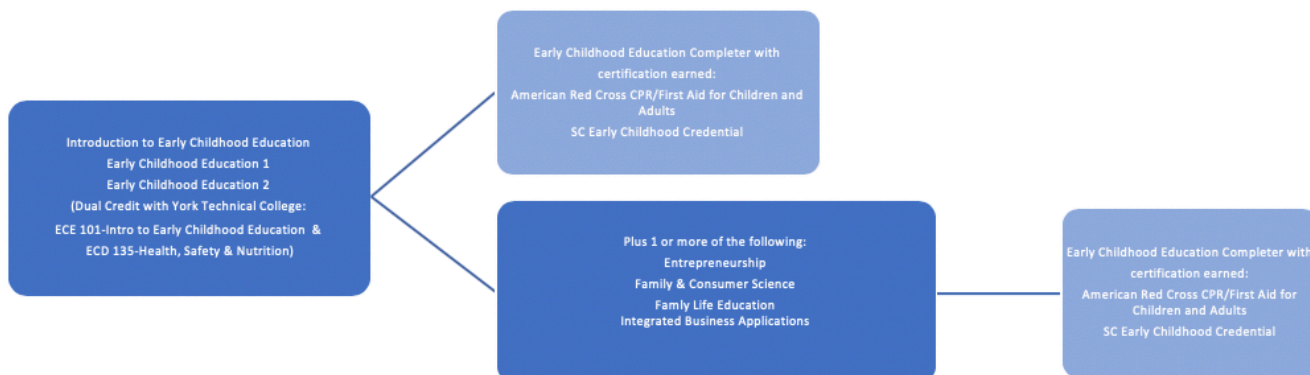 Introduction to Early Childhood Education
Early Childhood Education 1
Early Childhood Education 2
(Dual Credit with York Technical College:
ECE 101-Intro to Early Childhood Education &
ECD 135-Health, Safety & Nutrition)
Early Childhood Education Completer with
certification earned:
American Red Cross CPR/First Aid for Children and
Adults
SC Early Childhood Credential
Plus 1 or more of the following:
Entrepreneurship
Family & Consumer Science
Famly Life Education
Integrated Business Applications
Early Childhood Education Completer with
certification earned:
American Red Cross CPR/First Aid for
Children and Adults
SC Early Childhood Credential